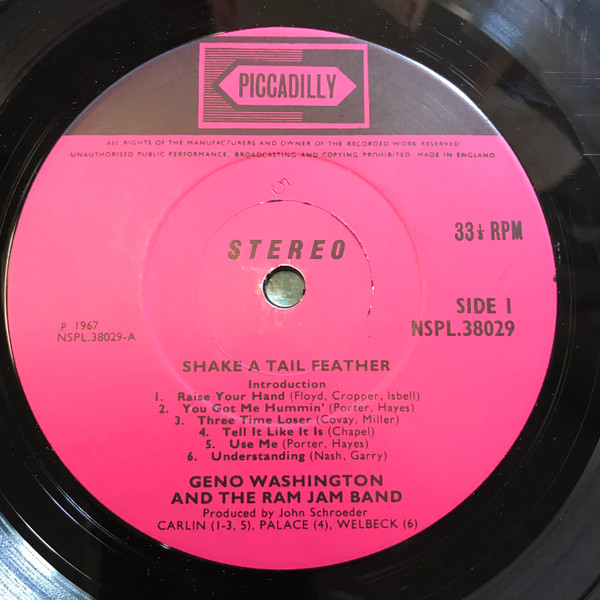 PICCADILLY
ALL RIGHTS OF THE MANUFACTURERS AND OWNER OF THE RECORDED WORK RESERVED
UNAUTHORISED PUBLIC PERFORMANCE, BROADCASTING AND COPYING PROHIBITED. MADE IN ENGLAND
STEREO
33⅓ RPM
SIDE 1
NSPL.38029
P 1967
NSPL.38029-A
SHAKE A TAIL FEATHER
Introduction
1. Raise Your Hand (Floyd, Cropper, Isbell)
2. You Got Me Hummin' (Porter, Hayes)
3. Three Time Loser (Covay, Miller)
4. Tell It Like It Is (Chapel)
5. Use Me (Porter, Hayes)
6. Understanding (Nash, Garry)
GENO WASHINGTON
AND THE RAM JAM BAND
Produced by John Schroeder
CARLIN (1-3, 5), PALACE (4), WELBECK (6)